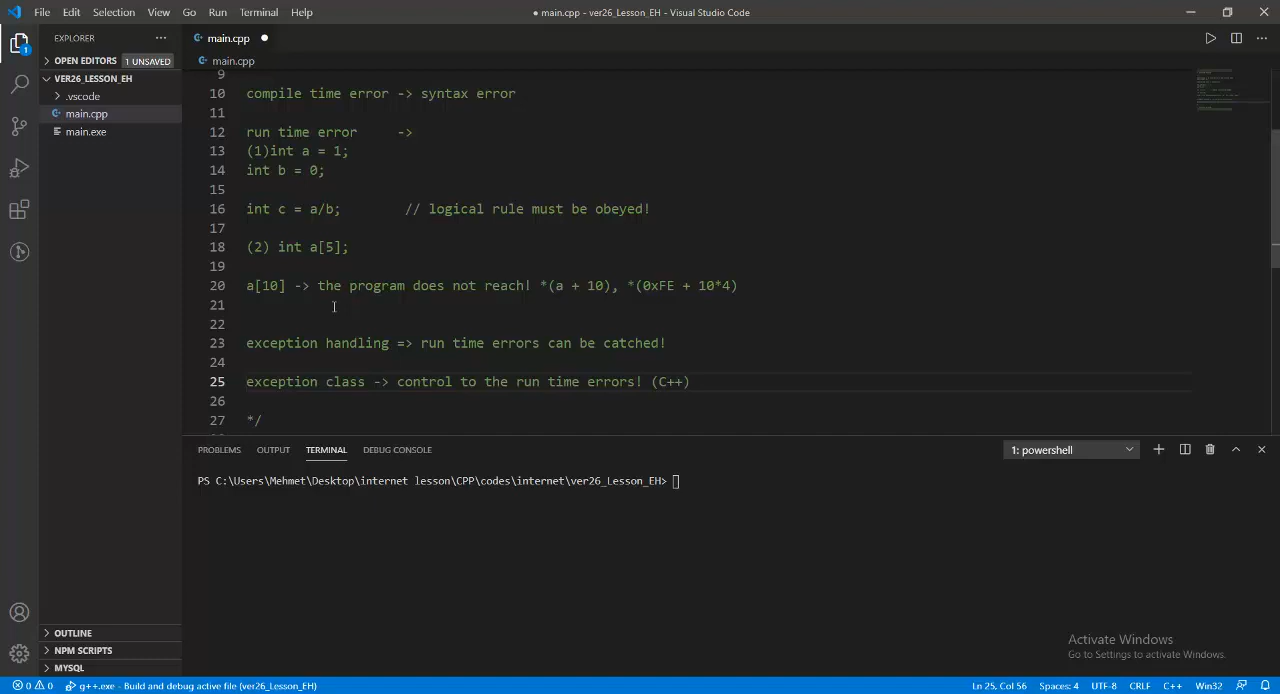 File Edit Selection View Go Run Terminal Help
● main.cpp - ver26_Lesson_EH - Visual Studio Code
EXPLORER
OPEN EDITORS 1 UNSAVED
VER26_LESSON_EH
.vscode
main.cpp
main.exe
OUTLINE
NPM SCRIPTS
MYSQL
1
main.cpp
main.cpp
9
10 compile time error -> syntax error
11
12 run time error     ->
13 (1)int a = 1;
14 int b = 0;
15
16 int c = a/b;        // logical rule must be obeyed!
17
18 (2) int a[5];
19
20 a[10] -> the program does not reach! *(a + 10), *(0xFE + 10*4)
21
22
23 exception handling => run time errors can be catched!
24
25 exception class -> control to the run time errors! (C++)
26
27 */
PROBLEMS OUTPUT TERMINAL DEBUG CONSOLE
1: powershell
PS C:\Users\Mehmet\Desktop\internet lesson\CPP\codes\internet\ver26_Lesson_EH>
Activate Windows
Go to Settings to activate Windows.
0 0 g++.exe - Build and debug active file (ver26_Lesson_EH)
Ln 25, Col 56 Spaces: 4 UTF-8 CRLF C++ Win32